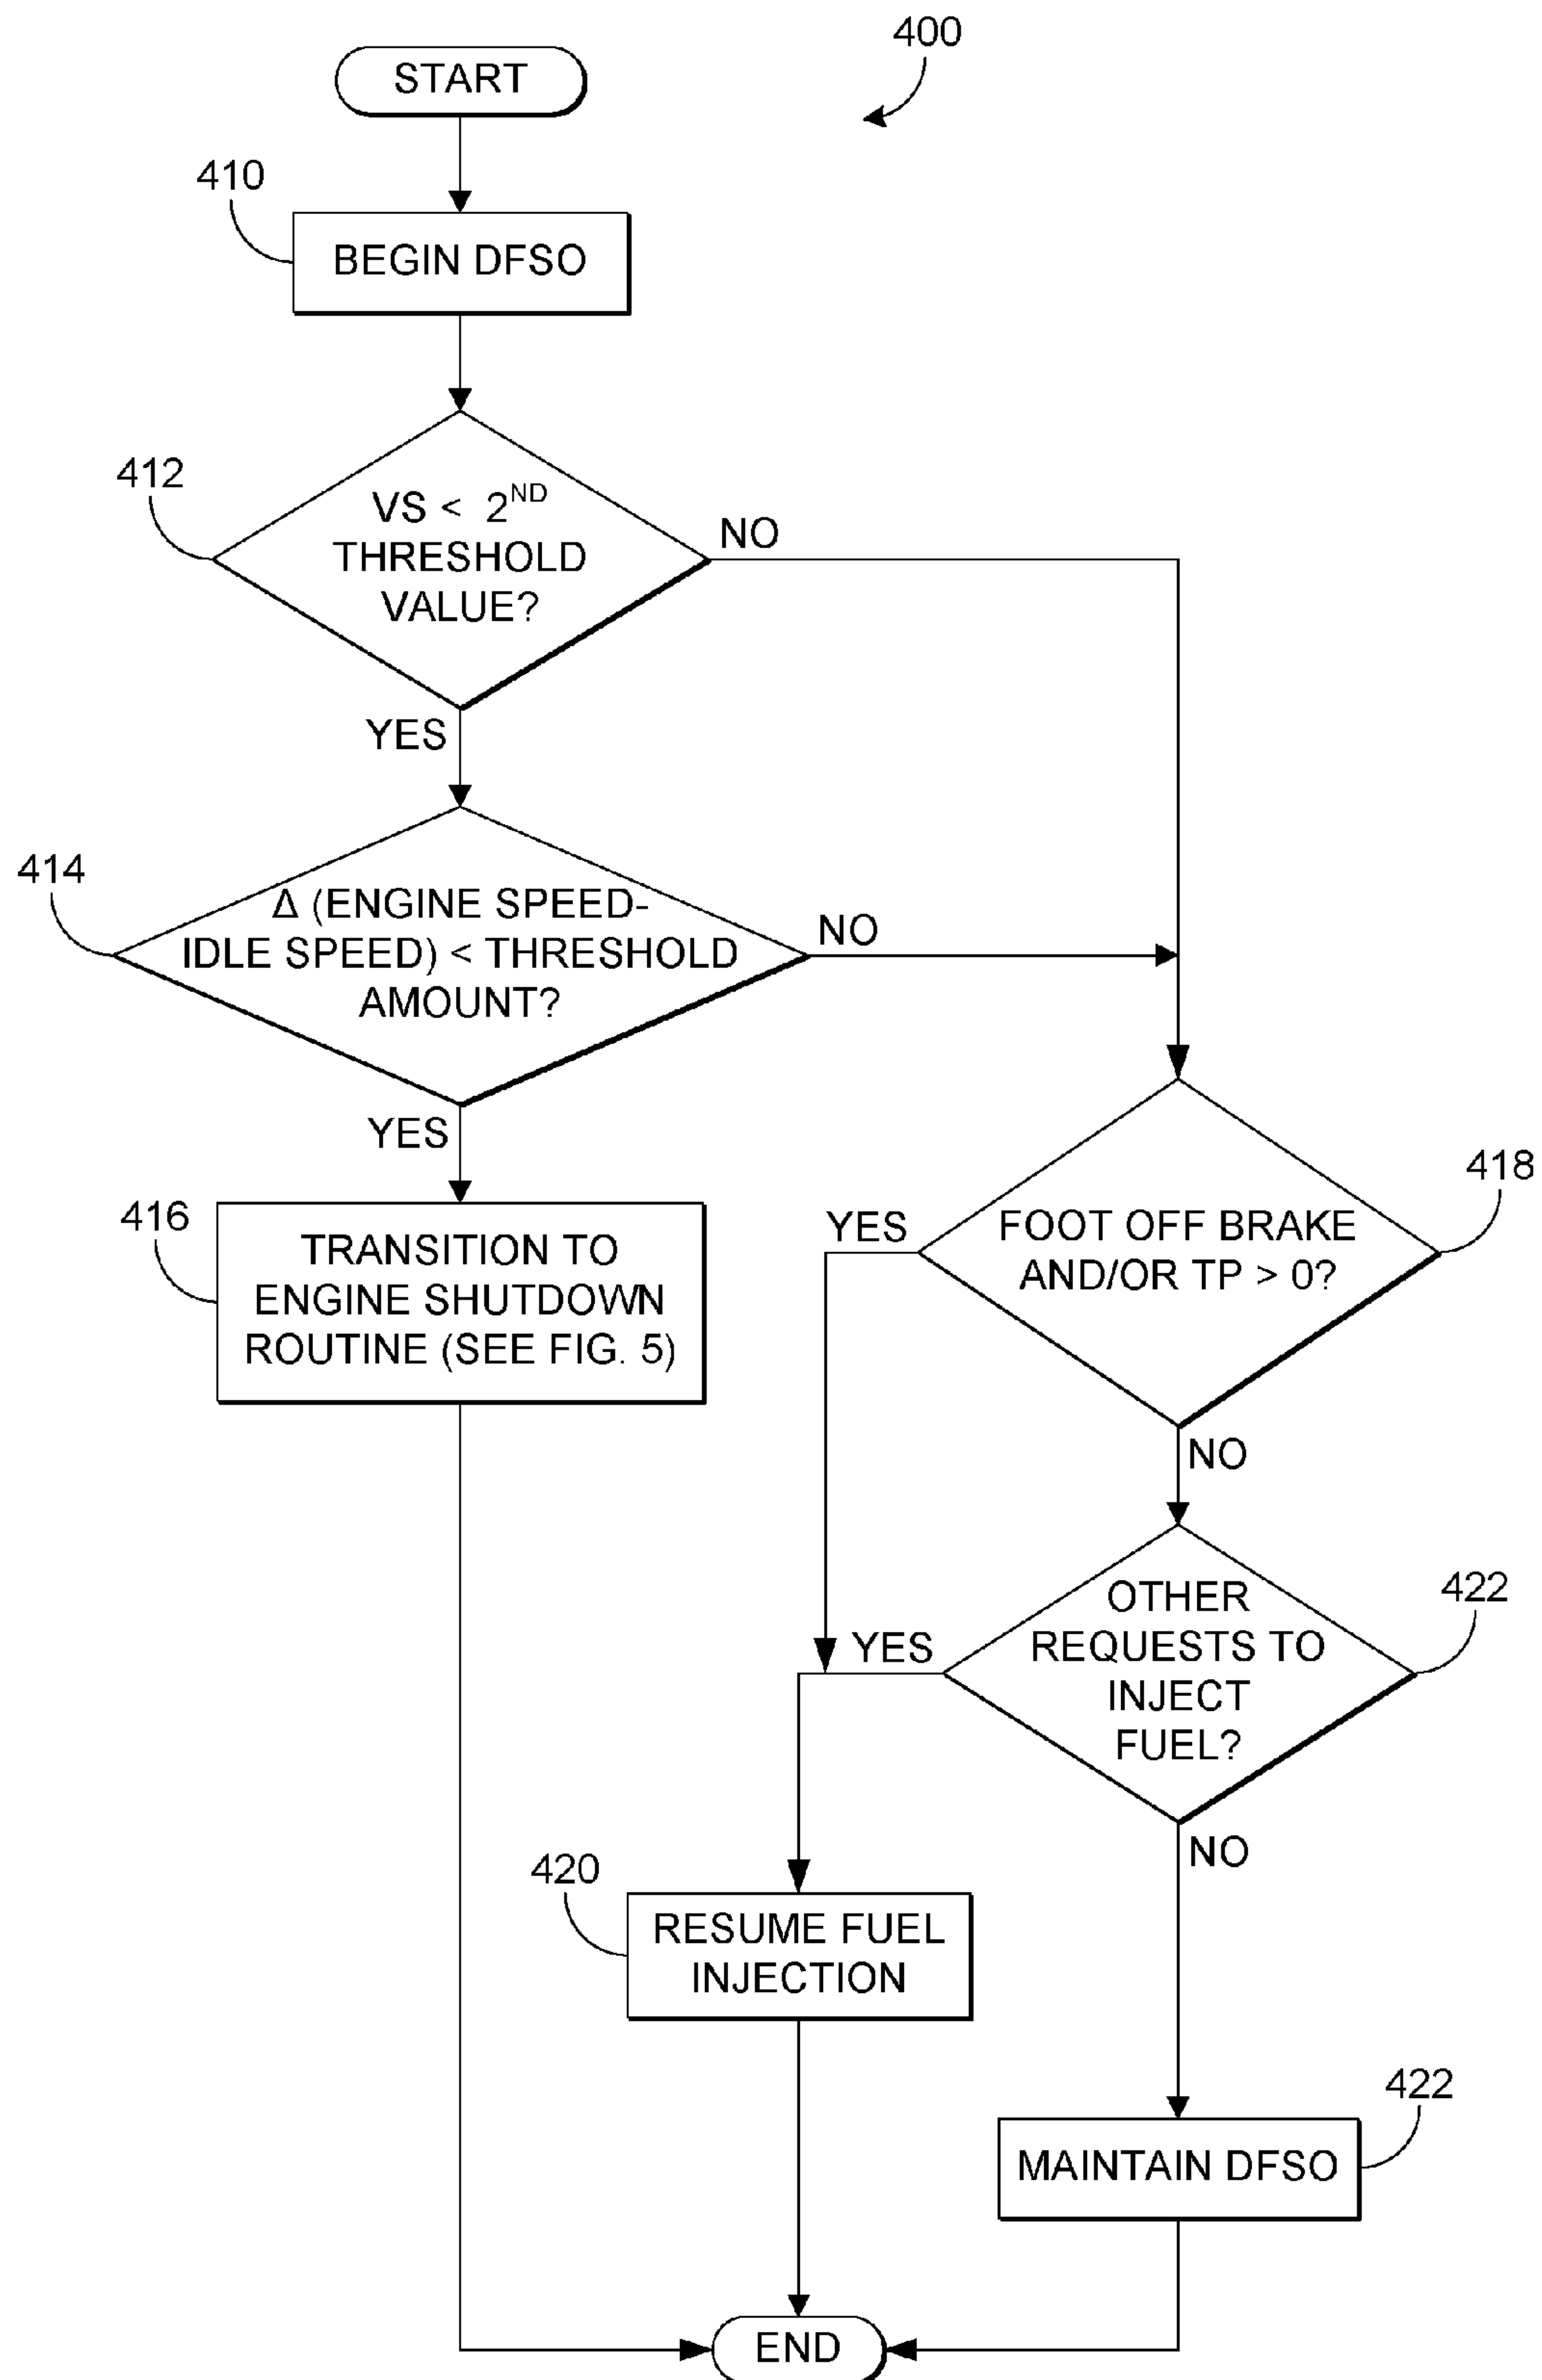 400
START
410
BEGIN DFSO
412
VS < 2ND
THRESHOLD
VALUE?
NO
YES
414
Δ (ENGINE SPEED-
IDLE SPEED) < THRESHOLD
AMOUNT?
NO
YES
416
TRANSITION TO
ENGINE SHUTDOWN
ROUTINE (SEE FIG. 5)
418
FOOT OFF BRAKE
AND/OR TP > 0?
YES
NO
422
OTHER
REQUESTS TO
INJECT
FUEL?
YES
NO
420
RESUME FUEL
INJECTION
422
MAINTAIN DFSO
END